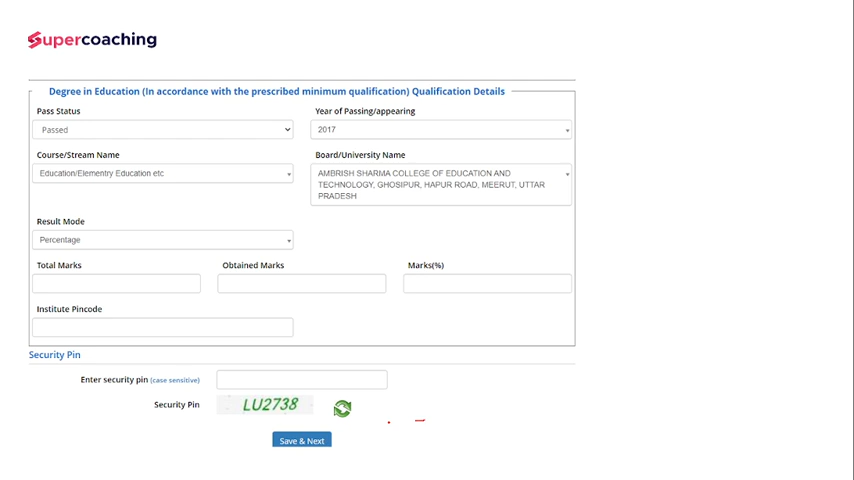 Supercoaching
Degree in Education (In accordance with the prescribed minimum qualification) Qualification Details
Pass Status
Year of Passing/appearing
Passed
2017
Course/Stream Name
Board/University Name
Education/Elementry Education etc
AMBRISH SHARMA COLLEGE OF EDUCATION AND
TECHNOLOGY, GHOSIPUR, HAPUR ROAD, MEERUT, UTTAR
PRADESH
Result Mode
Percentage
Total Marks
Obtained Marks
Marks(%)
Institute Pincode
Security Pin
Enter security pin (case sensitive)
Security Pin
LU2738
Save & Next